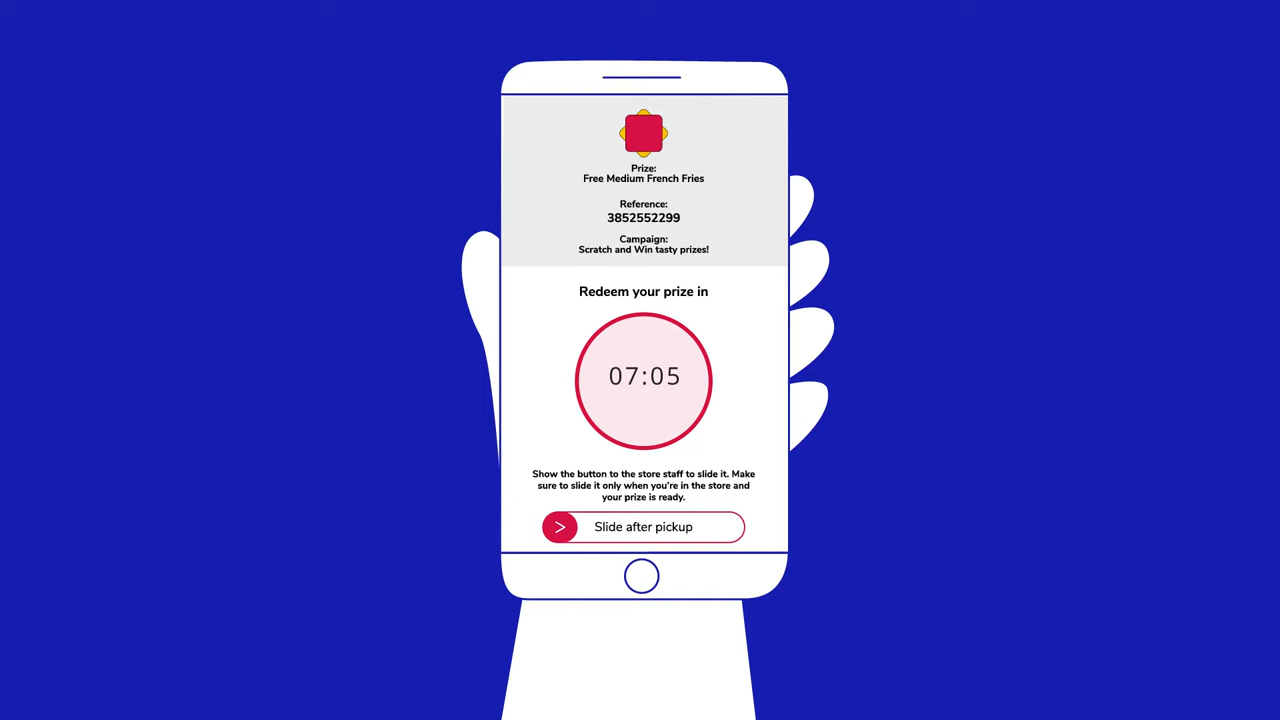 Prize:
Free Medium French Fries
Reference:
3852552299
Campaign:
Scratch and Win tasty prizes!
Redeem your prize in
07:05
Show the button to the store staff to slide it. Make
sure to slide it only when you're in the store and
your prize is ready.
Slide after pickup